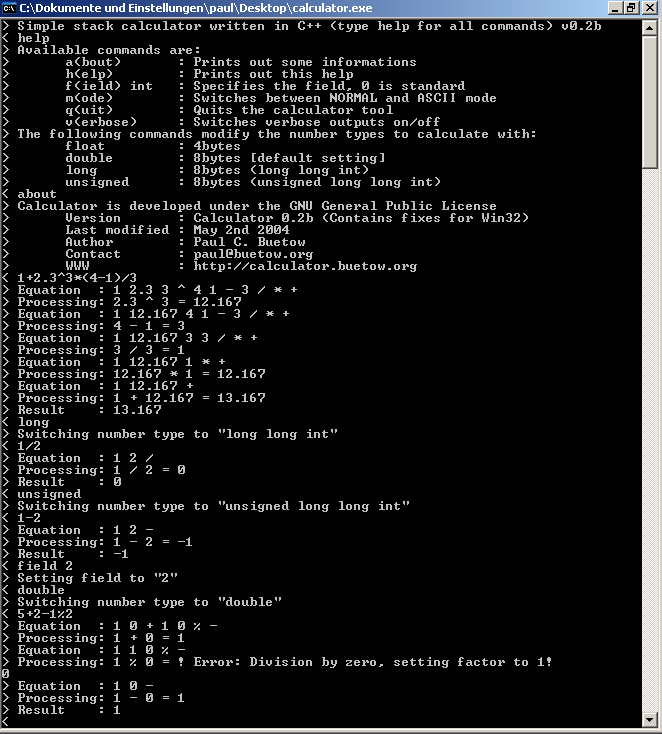 C:\Dokumente und Einstellungen\paul\Desktop\calculator.exe
> Simple stack calculator written in C++ (type help for all commands) v0.2b
< help
> Available commands are:
>       a(bout)       : Prints out some informations
>       h(elp)        : Prints out this help
>       f(ield) int   : Specifies the field, 0 is standard
>       m(ode)        : Switches between NORMAL and ASCII mode
>       q(uit)        : Quits the calculator tool
>       v(erbose)     : Switches verbose outputs on/off
> The following commands modify the number types to calculate with:
>       float         : 4bytes
>       double        : 8bytes [default setting]
>       long          : 8bytes (long long int)
>       unsigned      : 8bytes (unsigned long long int)
< about
> Calculator is developed under the GNU General Public License
>       Version       : Calculator 0.2b (Contains fixes for Win32)
>       Last modified : May 2nd 2004
>       Author        : Paul C. Buetow
>       Contact       : paul@buetow.org
>       WWW           : http://calculator.buetow.org
< 1+2.3^3*(4-1)/3
> Equation  : 1 2.3 3 ^ 4 1 - 3 / * +
> Processing: 2.3 ^ 3 = 12.167
> Equation  : 1 12.167 4 1 - 3 / * +
> Processing: 4 - 1 = 3
> Equation  : 1 12.167 3 3 / * +
> Processing: 3 / 3 = 1
> Equation  : 1 12.167 1 * +
> Processing: 12.167 * 1 = 12.167
> Equation  : 1 12.167 +
> Processing: 1 + 12.167 = 13.167
> Result    : 13.167
< long
> Switching number type to "long long int"
< 1/2
> Equation  : 1 2 /
> Processing: 1 / 2 = 0
> Result    : 0
< unsigned
> Switching number type to "unsigned long long int"
< 1-2
> Equation  : 1 2 -
> Processing: 1 - 2 = -1
> Result    : -1
< field 2
> Setting field to "2"
< double
> Switching number type to "double"
< 5+2-1%2
> Equation  : 1 0 + 1 0 % -
> Processing: 1 + 0 = 1
> Equation  : 1 1 0 % -
> Processing: 1 % 0 = ! Error: Division by zero, setting factor to 1!
0
> Equation  : 1 0 -
> Processing: 1 - 0 = 1
> Result    : 1
<